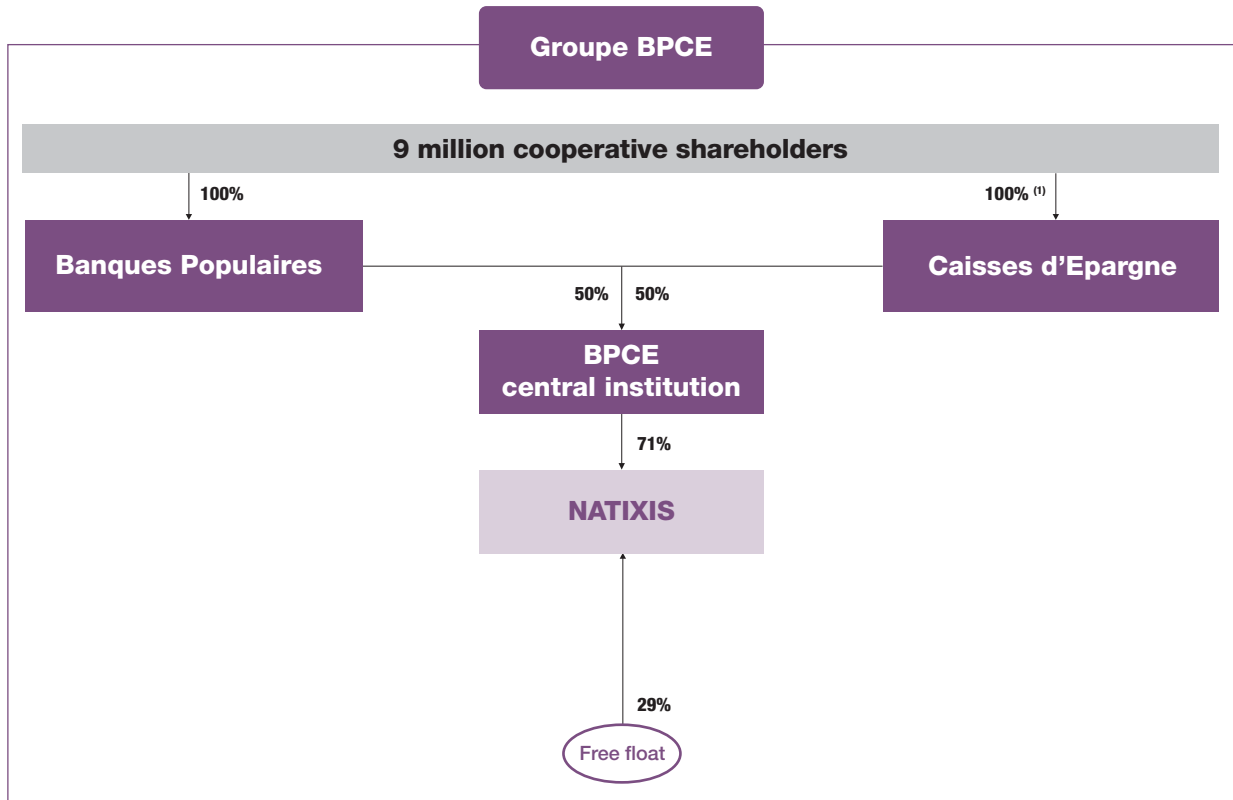 Groupe BPCE
9 million cooperative shareholders
100%
100% (1)
Banques Populaires
Caisses d’Epargne
50% 50%
BPCE
central institution
71%
NATIXIS
29%
Free float